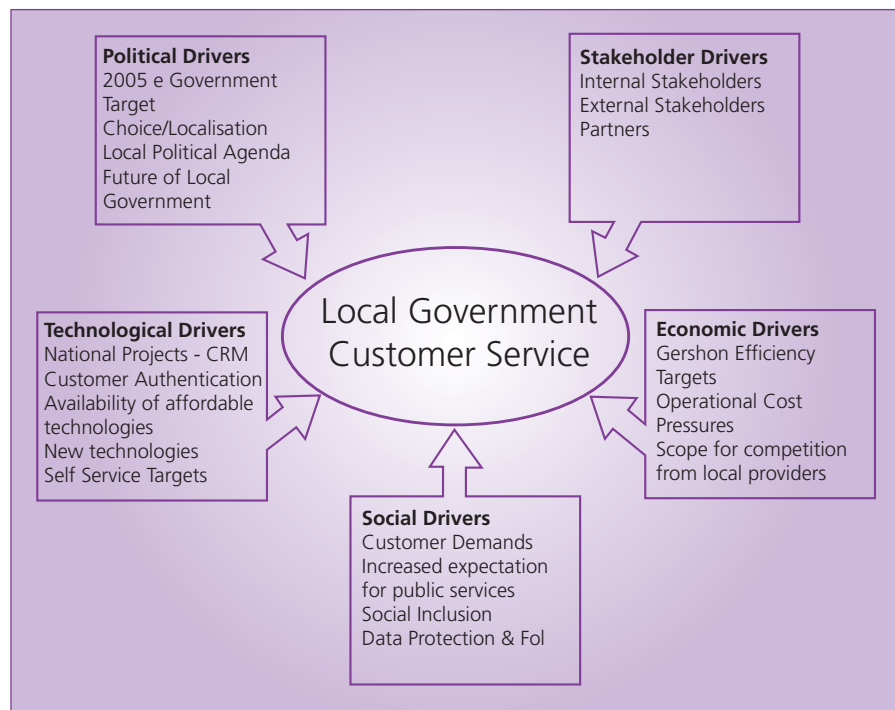 Political Drivers
2005 e Government
Target
Choice/Localisation
Local Political Agenda
Future of Local
Government
Stakeholder Drivers
Internal Stakeholders
External Stakeholders
Partners
Local Government
Customer Service
Technological Drivers
National Projects - CRM
Customer Authentication
Availability of affordable
technologies
New technologies
Self Service Targets
Economic Drivers
Gershon Efficiency
Targets
Operational Cost
Pressures
Scope for competition
from local providers
Social Drivers
Customer Demands
Increased expectation
for public services
Social Inclusion
Data Protection & FoI